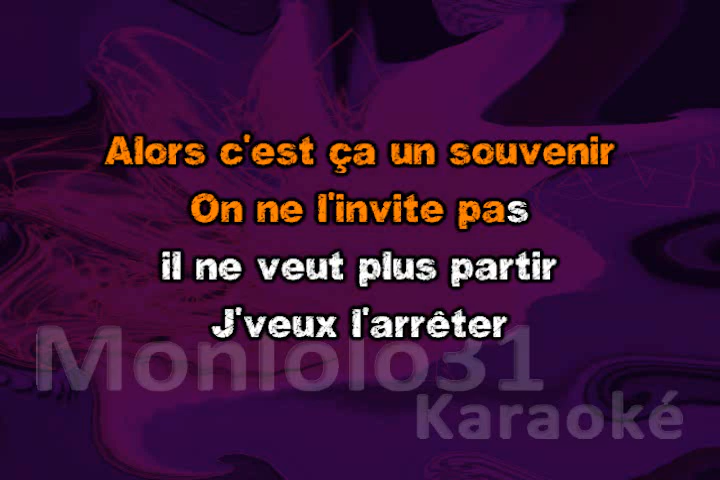 Alors c'est ça un souvenir
On ne l'invite pas
il ne veut plus partir
J'veux l'arrêter
Monlolo31
Karaoké